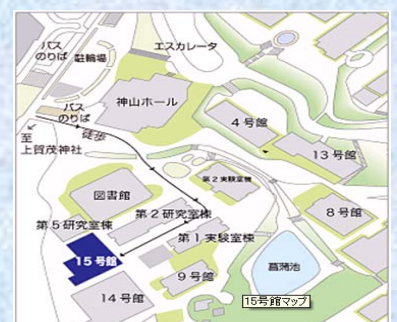 バス
のりば
駐輪場
エスカレータ
バス
のりば
神山ホール
4号館
至
上賀茂神社
徒歩
13号館
第2実験室棟
図書館
第2研究室棟
8号館
第5研究室棟
第1実験室棟
15号館
9号館
菖蒲池
14号館
15号館マップ